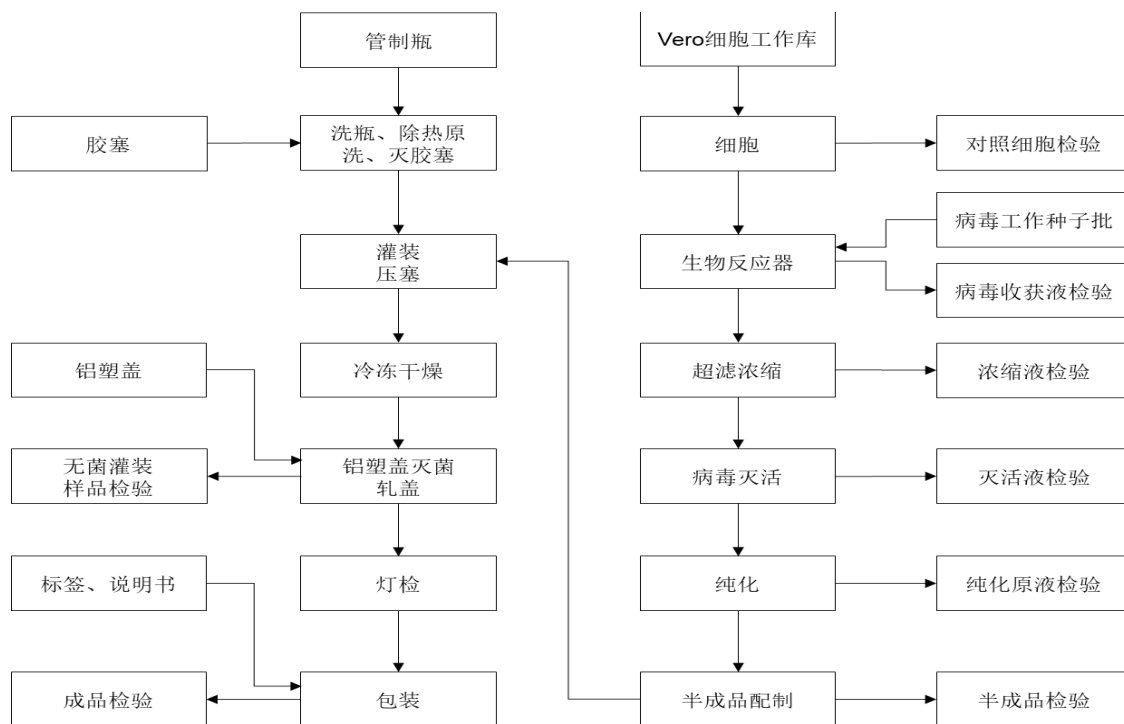 管制瓶
Vero细胞工作库
胶塞
洗瓶、除热原
洗、灭胶塞
细胞
对照细胞检验
病毒工作种子批
灌装
压塞
生物反应器
病毒收获液检验
铝塑盖
冷冻干燥
超滤浓缩
浓缩液检验
无菌灌装
样品检验
铝塑盖灭菌
轧盖
病毒灭活
灭活液检验
标签、说明书
灯检
纯化
纯化原液检验
成品检验
包装
半成品配制
半成品检验